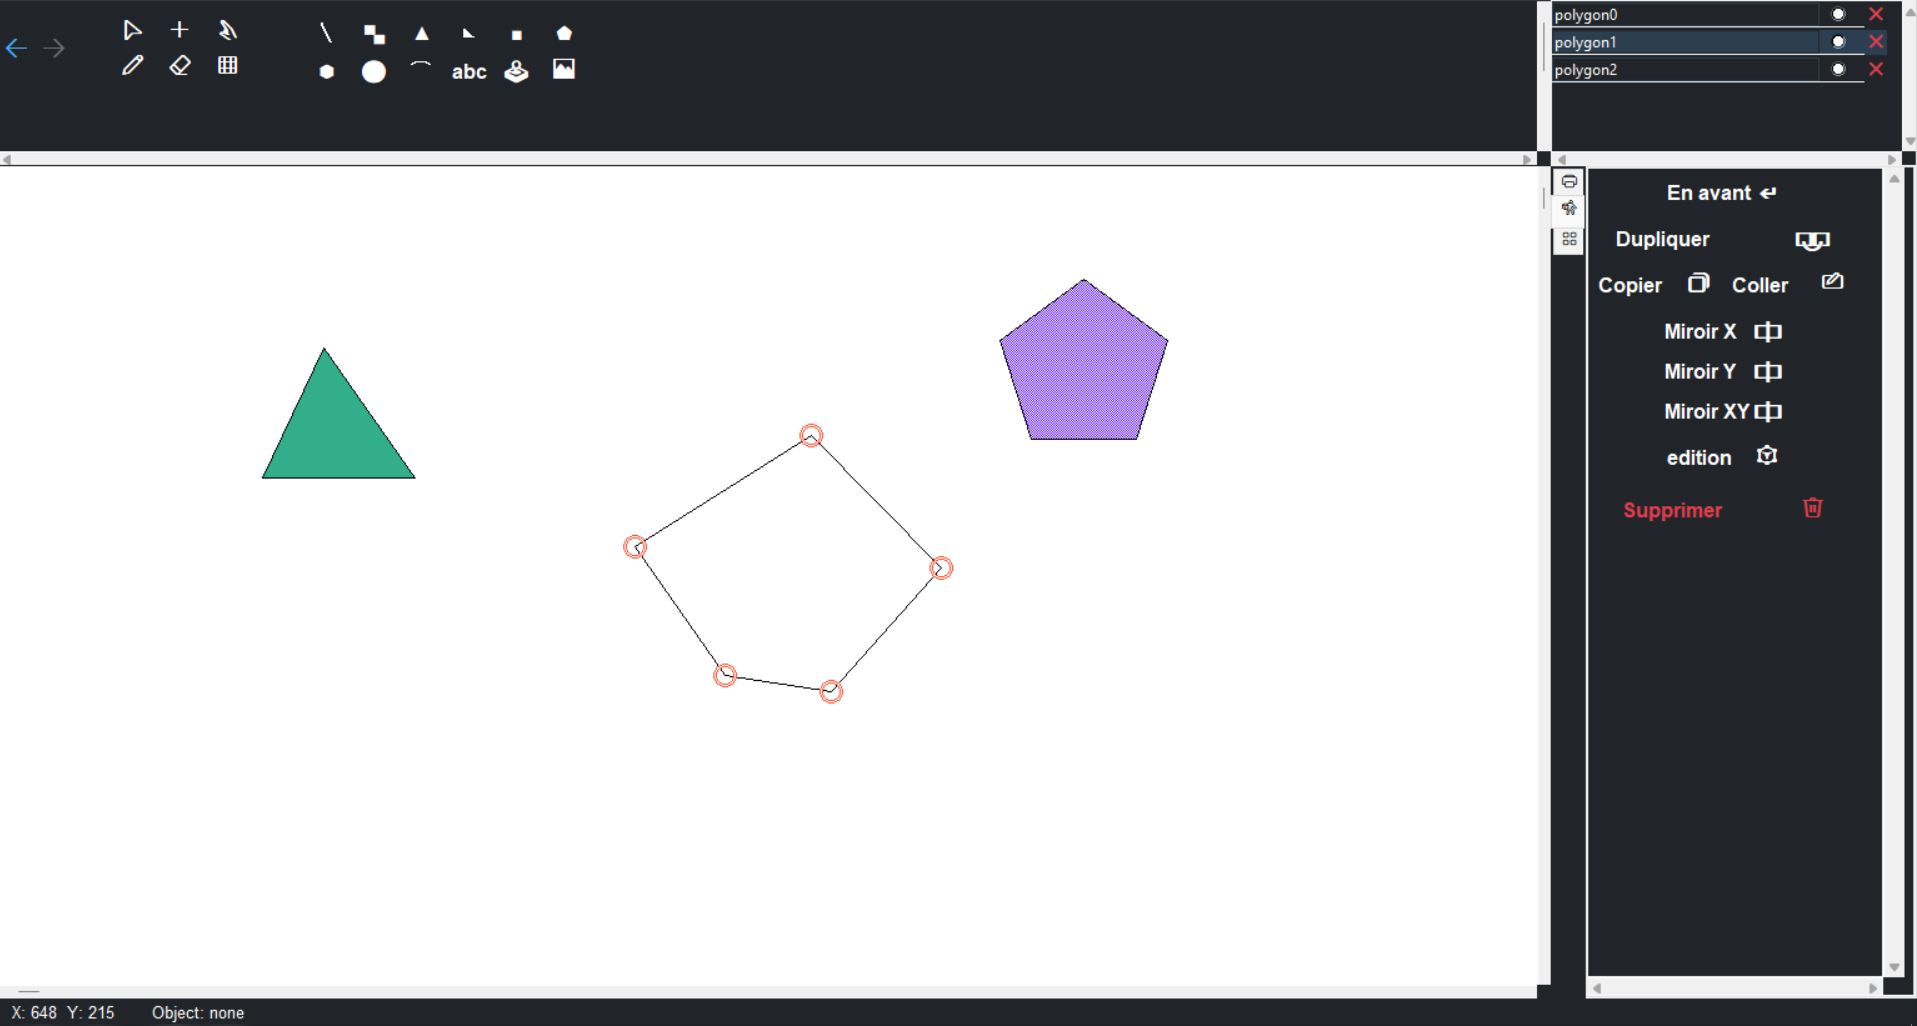 abc
polygon0
polygon1
polygon2
En avant
Dupliquer
Copier Coller
Miroir X
Miroir Y
Miroir XY
edition
Supprimer
X: 648 Y: 215 Object: none